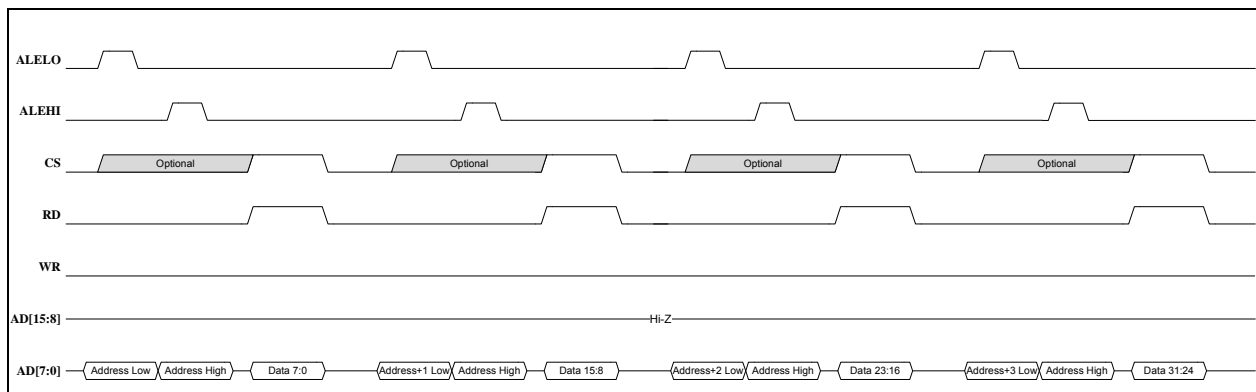 ALELO
ALEHI
CS Optional Optional Optional Optional
RD
WR
AD[15:8] Hi-Z
AD[7:0] Address Low Address High Data 7:0 Address+1 Low Address High Data 15:8 Address+2 Low Address High Data 23:16 Address+3 Low Address High Data 31:24